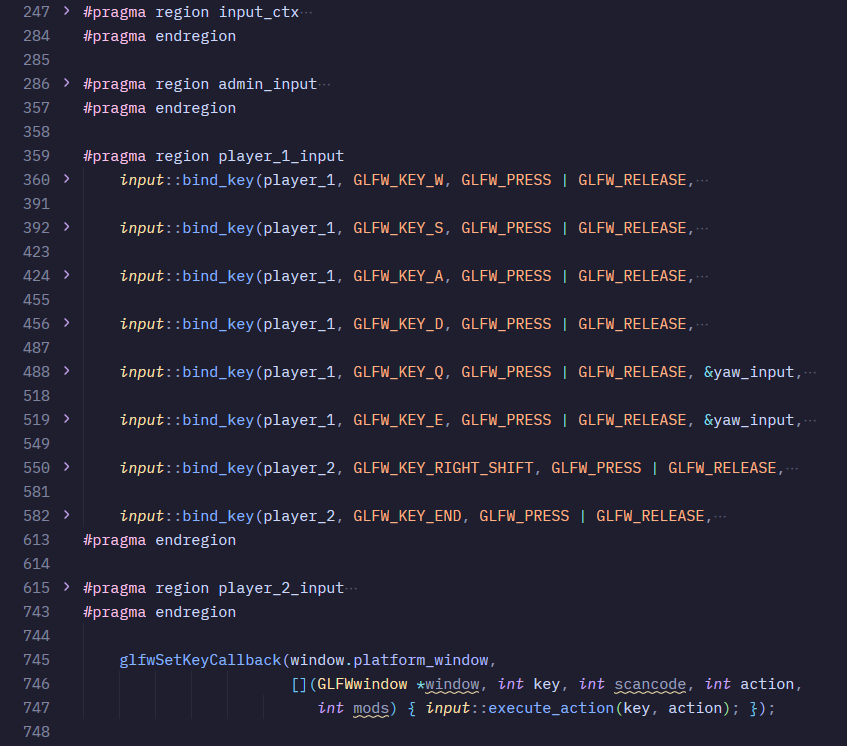 247 > #pragma region input_ctx···
284 #pragma endregion
285
286 > #pragma region admin_input···
357 #pragma endregion
358
359 #pragma region player_1_input
360 > input::bind_key(player_1, GLFW_KEY_W, GLFW_PRESS | GLFW_RELEASE,···
391
392 > input::bind_key(player_1, GLFW_KEY_S, GLFW_PRESS | GLFW_RELEASE,···
423
424 > input::bind_key(player_1, GLFW_KEY_A, GLFW_PRESS | GLFW_RELEASE,···
455
456 > input::bind_key(player_1, GLFW_KEY_D, GLFW_PRESS | GLFW_RELEASE,···
487
488 > input::bind_key(player_1, GLFW_KEY_Q, GLFW_PRESS | GLFW_RELEASE, &yaw_input,···
518
519 > input::bind_key(player_1, GLFW_KEY_E, GLFW_PRESS | GLFW_RELEASE, &yaw_input,···
549
550 > input::bind_key(player_2, GLFW_KEY_RIGHT_SHIFT, GLFW_PRESS | GLFW_RELEASE,···
581
582 > input::bind_key(player_2, GLFW_KEY_END, GLFW_PRESS | GLFW_RELEASE,···
613 #pragma endregion
614
615 > #pragma region player_2_input···
743 #pragma endregion
744
745 glfwSetKeyCallback(window.platform_window,
746 [](GLFWwindow *window, int key, int scancode, int action,
747 int mods) { input::execute_action(key, action); });
748